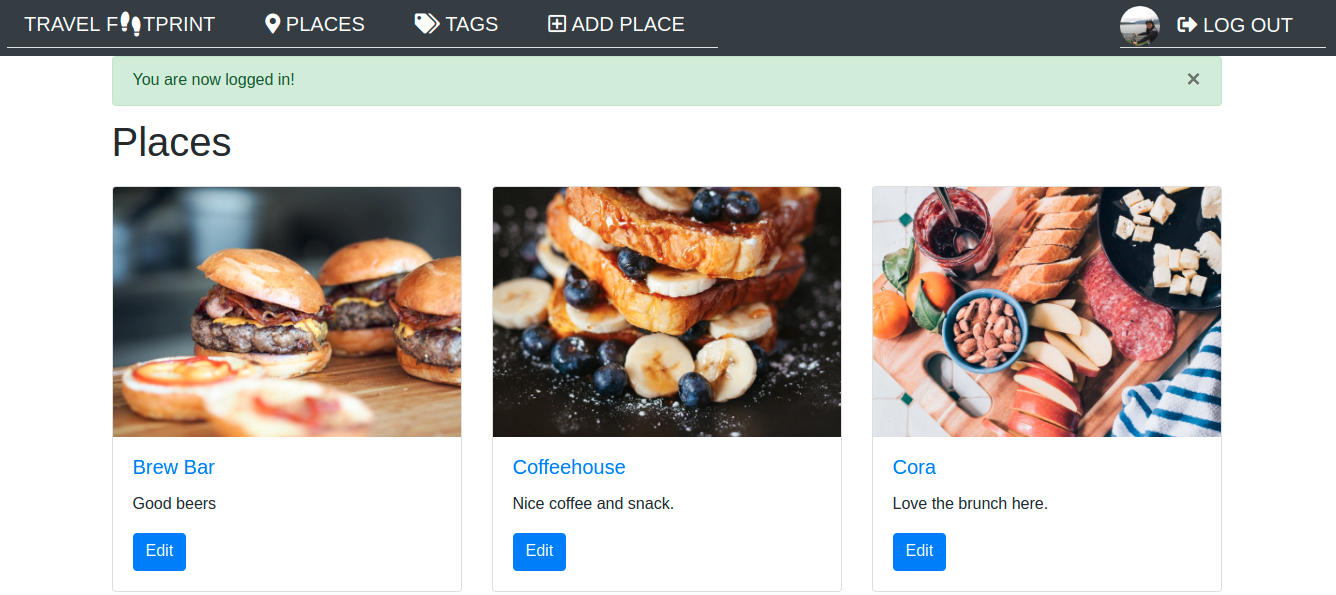 TRAVEL FOOTPRINT PLACES TAGS ADD PLACE LOG OUT
You are now logged in! ×
Places
Brew Bar
Good beers
Edit
Coffeehouse
Nice coffee and snack.
Edit
Cora
Love the brunch here.
Edit